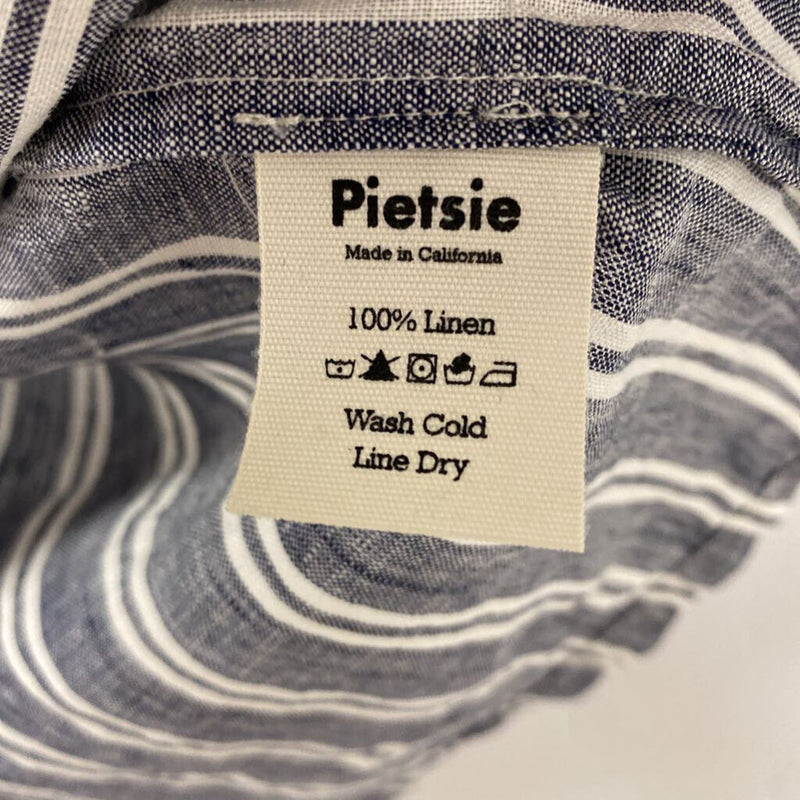 Pietsie
Made in California
100% Linen
Wash Cold
Line Dry